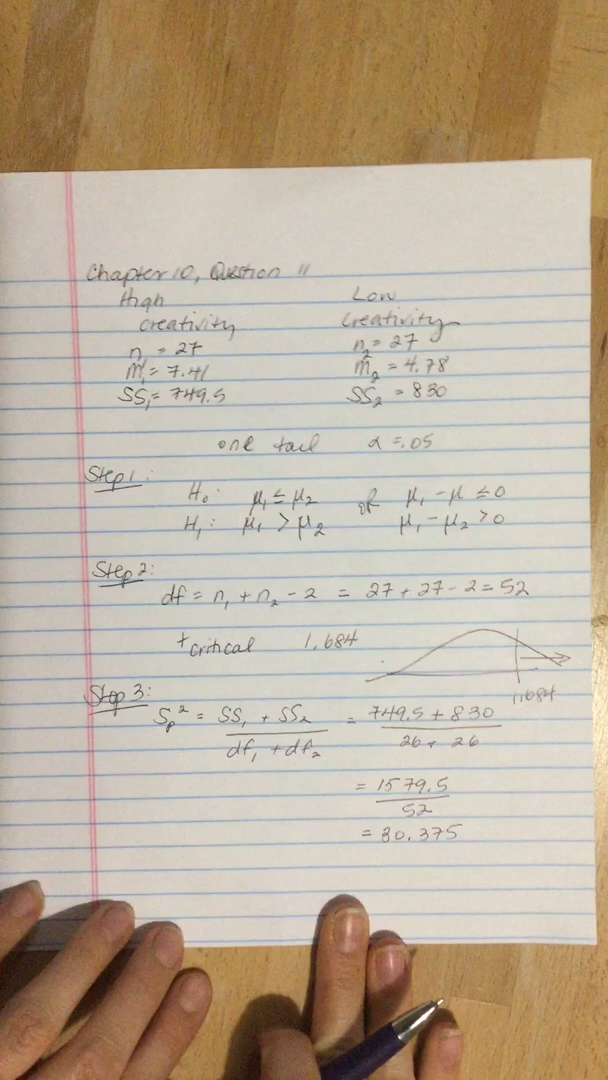 Chapter 10, Question 11
High Creativity
n₁ = 27
m₁ = 7.41
SS₁ = 749.5
Low Creativity
n₂ = 27
m₂ = 4.78
SS₂ = 830
one tail α = .05
Step 1:
H₀: μ₁ ≤ μ₂ or μ₁ - μ ≤ 0
H₁: μ₁ > μ₂ μ₁ - μ₂ > 0
Step 2:
df = n₁ + n₂ - 2 = 27 + 27 - 2 = 52
t critical 1.684
1.684
Step 3:
Sp² = SS₁ + SS₂ / df₁ + df₂ = 749.5 + 830 / 26 + 26
= 1579.5 / 52
= 30.375